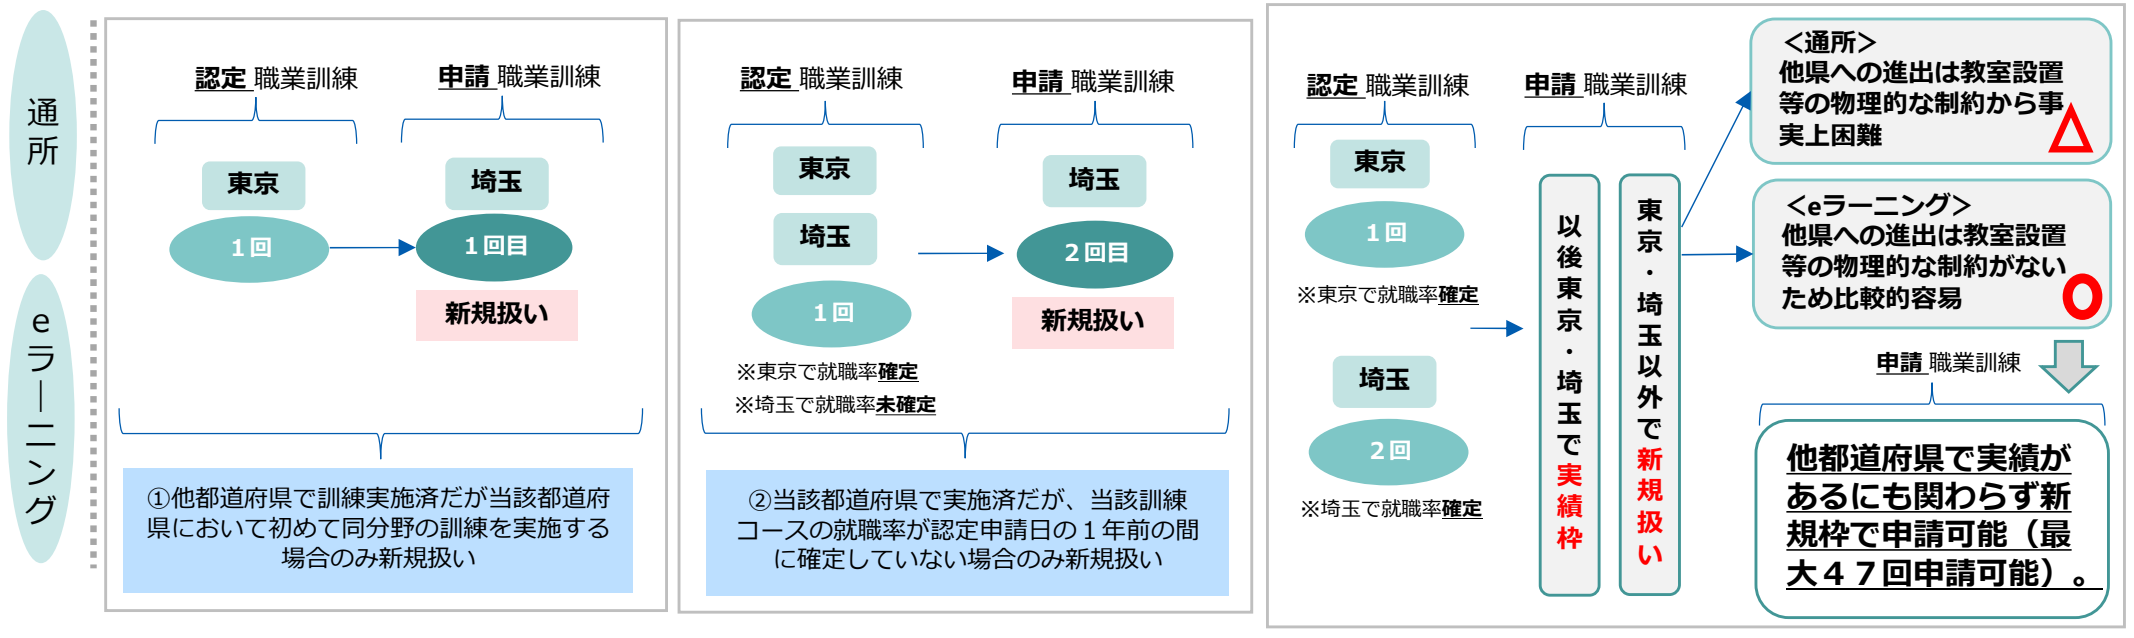 通所
eラーニング
認定 職業訓練
申請 職業訓練
東京
埼玉
1回
1回目
新規扱い
①他都道府県で訓練実施済だが当該都道府
県において初めて同分野の訓練を実施する
場合のみ新規扱い
認定 職業訓練
申請 職業訓練
東京
埼玉
埼玉
1回
2回目
新規扱い
※東京で就職率確定
※埼玉で就職率未確定
②当該都道府県で実施済だが、当該訓練
コースの就職率が認定申請日の１年前の間
に確定していない場合のみ新規扱い
認定 職業訓練
申請 職業訓練
東京
1回
※東京で就職率確定
埼玉
2回
※埼玉で就職率確定
以後東京・埼玉で実績枠
東京・埼玉以外で新規扱い
＜通所＞
他県への進出は教室設置
等の物理的な制約から事
実上困難
＜eラーニング＞
他県への進出は教室設置
等の物理的な制約がない
ため比較的容易
申請 職業訓練
他都道府県で実績が
あるにも関わらず新
規枠で申請可能（最
大４７回申請可能）。